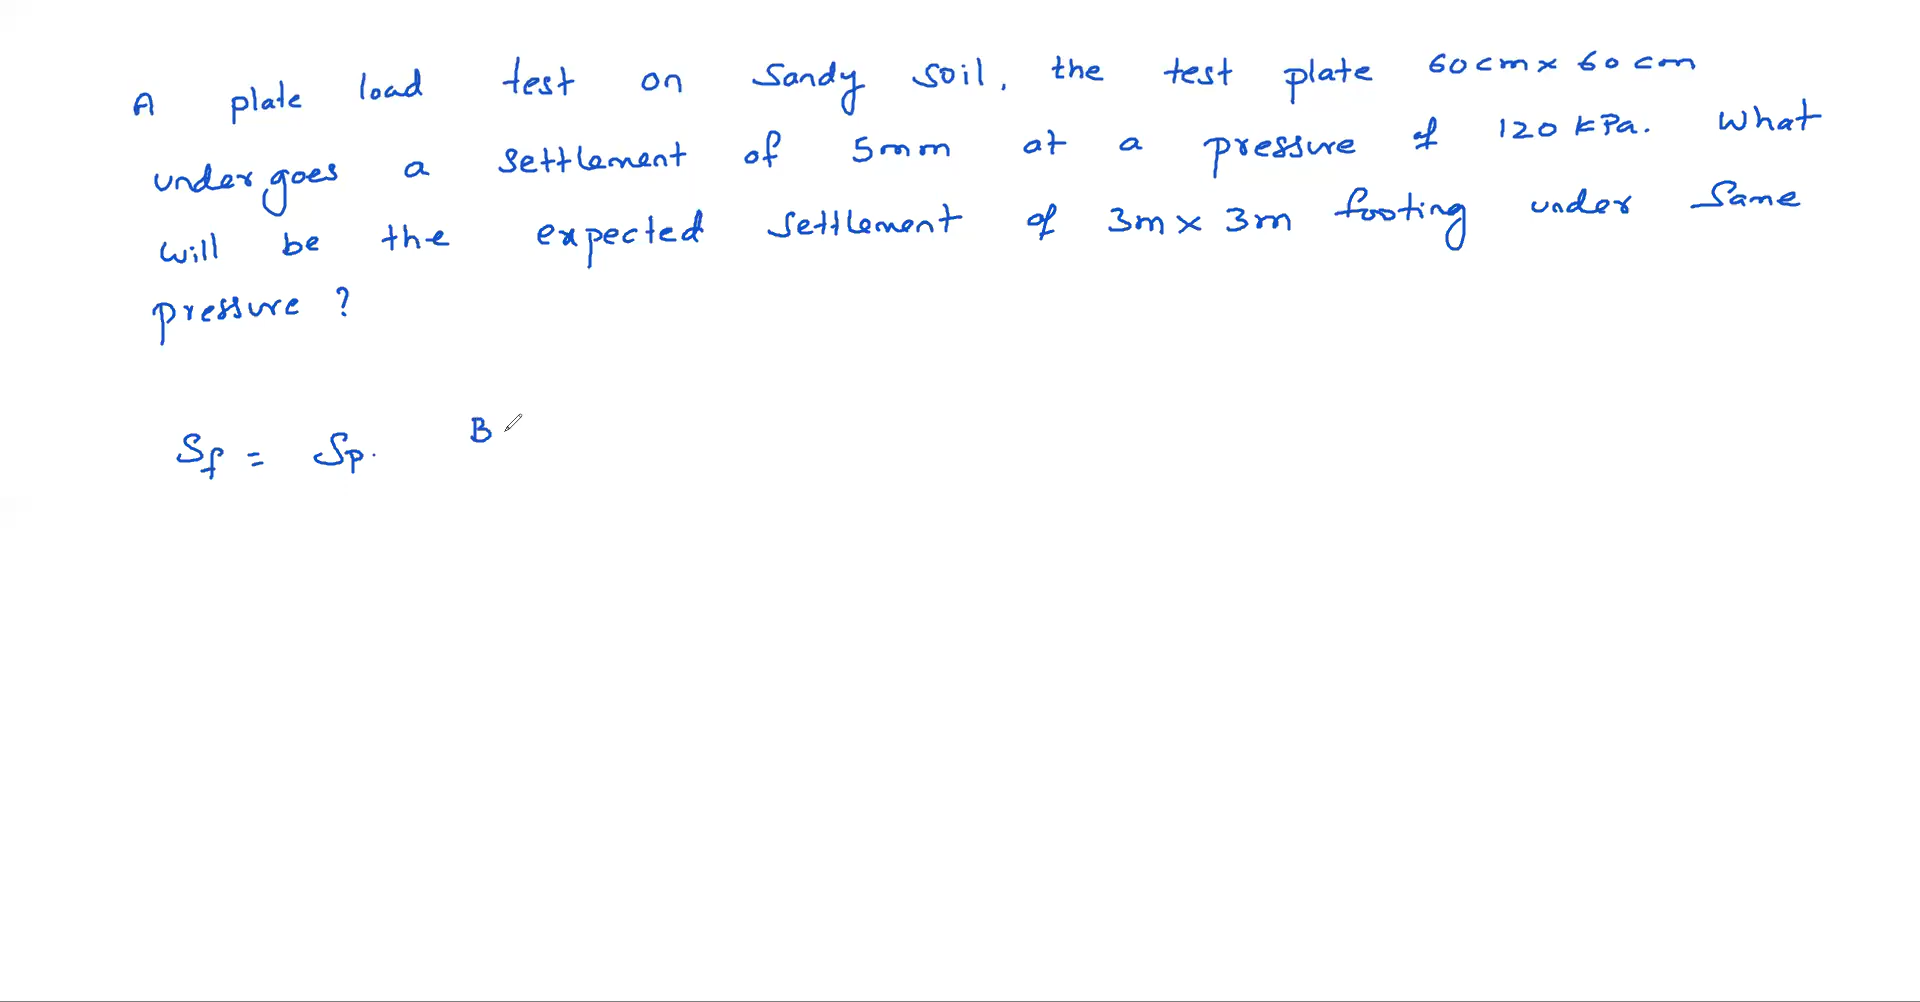 A plate load test on Sandy soil, the test plate 60cm x 60cm
undergoes a settlement of 5mm at a pressure of 120 kPa. What
will be the expected settlement of 3m x 3m footing under same
pressure ?
Sf = Sp. B